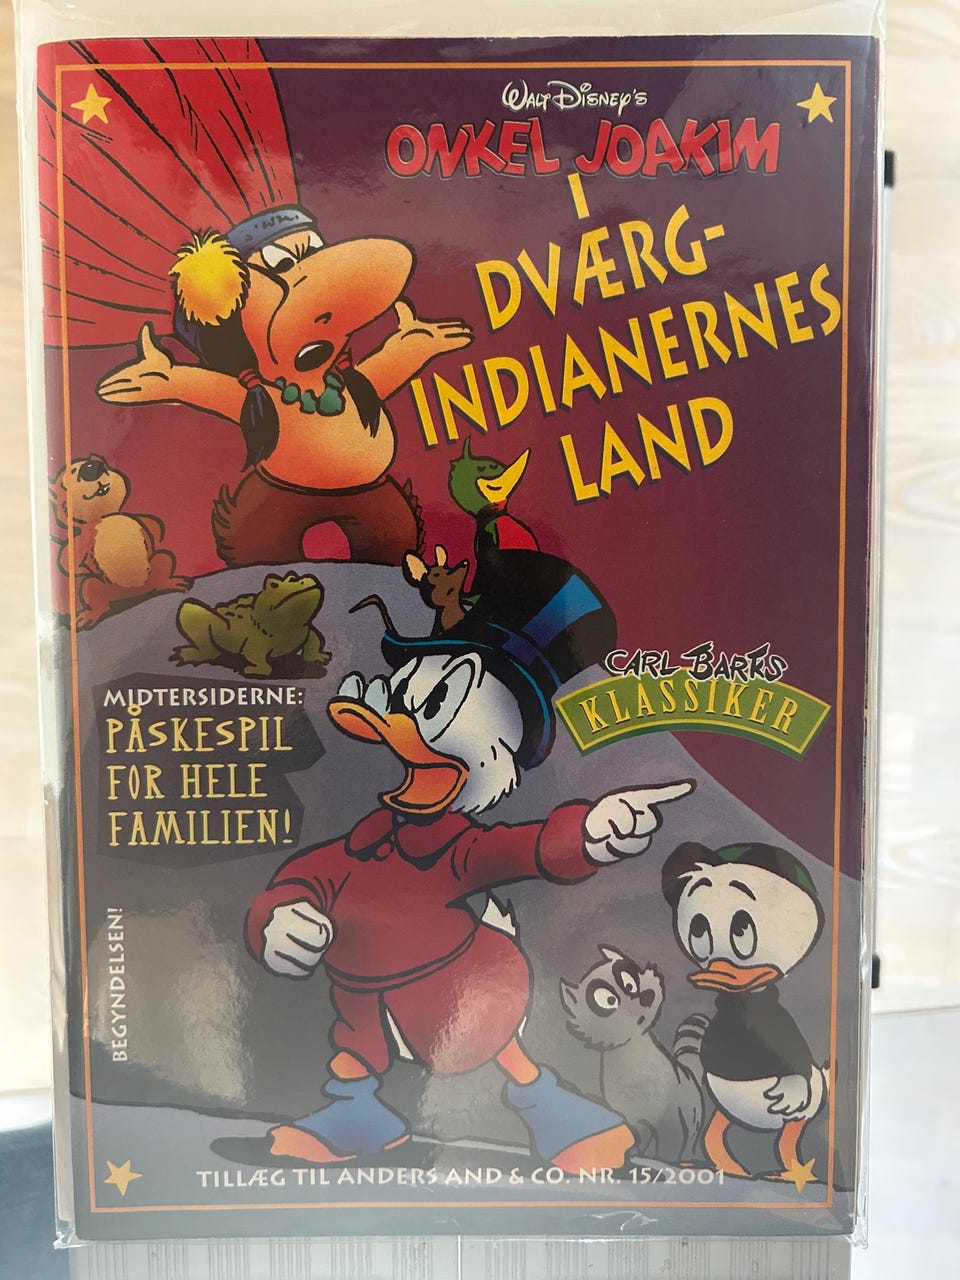 WALT DISNEY'S
ONKEL JOAKIM
I
DVÆRG-
INDIANERNES
LAND
CARL BARKS
KLASSIKER
MIDTERSIDERNE:
PÅSKESPIL
FOR HELE
FAMILIEN!
BEGYNDELSEN!
TILLÆG TIL ANDERS AND & CO. NR. 15/2001